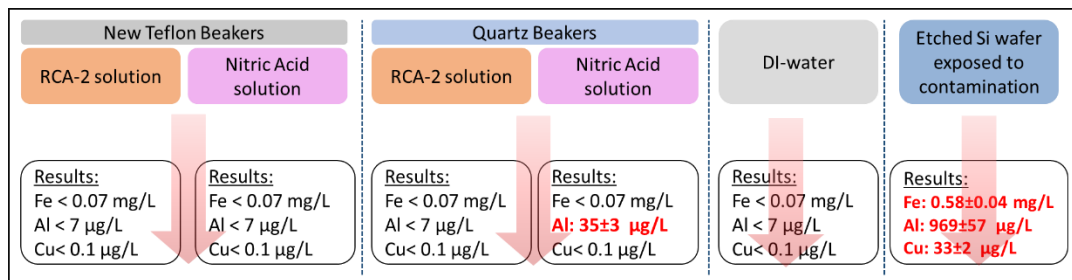 New Teflon Beakers
RCA-2 solution
Nitric Acid
solution
Quartz Beakers
RCA-2 solution
Nitric Acid
solution
DI-water
Etched Si wafer
exposed to
contamination
Results:
Fe < 0.07 mg/L
Al < 7 µg/L
Cu< 0.1 µg/L
Results:
Fe < 0.07 mg/L
Al < 7 µg/L
Cu< 0.1 µg/L
Results:
Fe < 0.07 mg/L
Al < 7 µg/L
Cu< 0.1 µg/L
Results:
Fe < 0.07 mg/L
Al: 35±3 µg/L
Cu< 0.1 µg/L
Results:
Fe < 0.07 mg/L
Al < 7 µg/L
Cu< 0.1 µg/L
Results:
Fe: 0.58±0.04 mg/L
Al: 969±57 µg/L
Cu: 33±2 µg/L